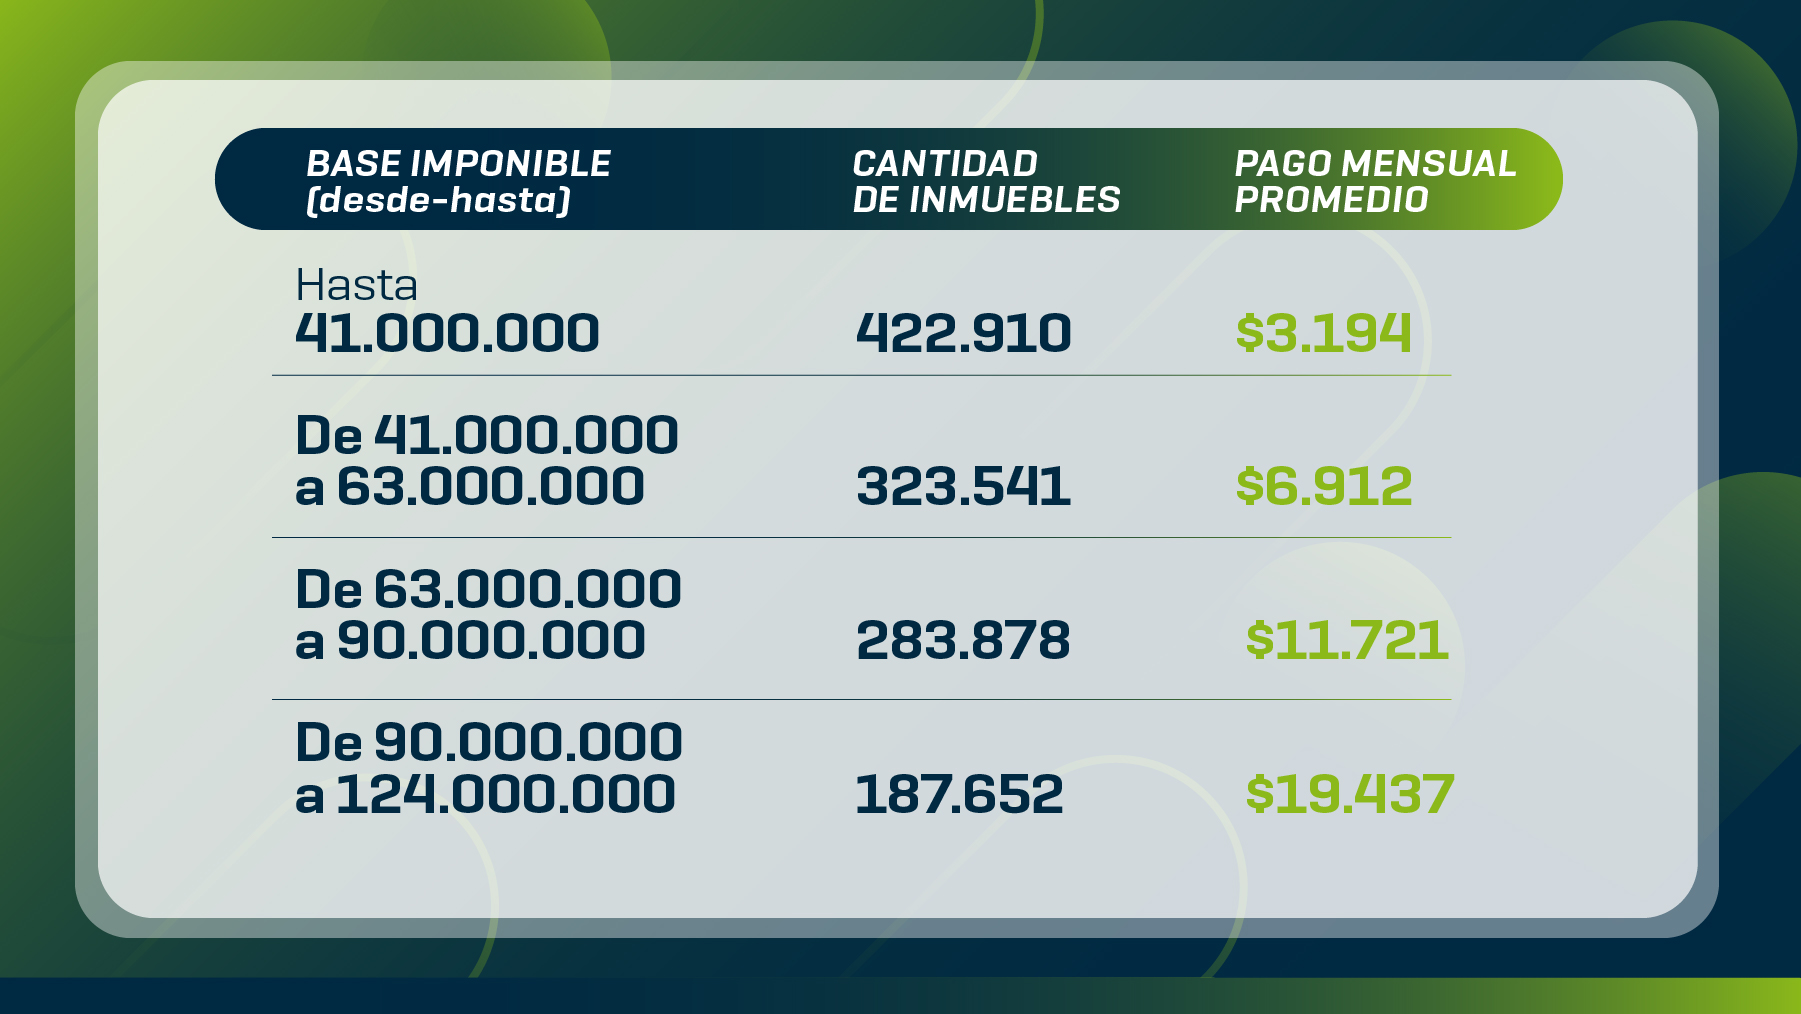 BASE IMPONIBLE
(desde-hasta)
CANTIDAD
DE INMUEBLES
PAGO MENSUAL
PROMEDIO
Hasta
41.000.000 422.910 $3.194
De 41.000.000
a 63.000.000 323.541 $6.912
De 63.000.000
a 90.000.000 283.878 $11.721
De 90.000.000
a 124.000.000 187.652 $19.437